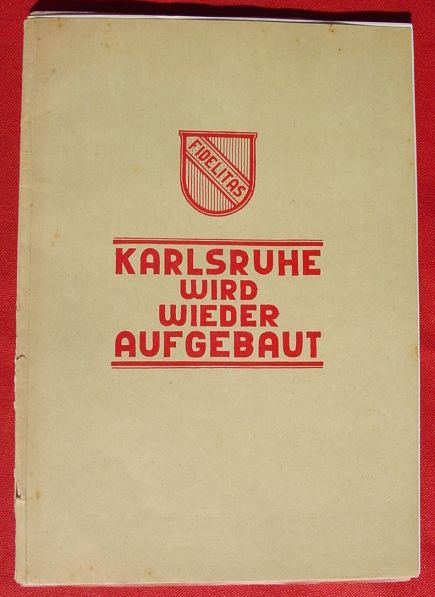 FIDELITAS
KARLSRUHE
WIRD
WIEDER
AUFGEBAUT